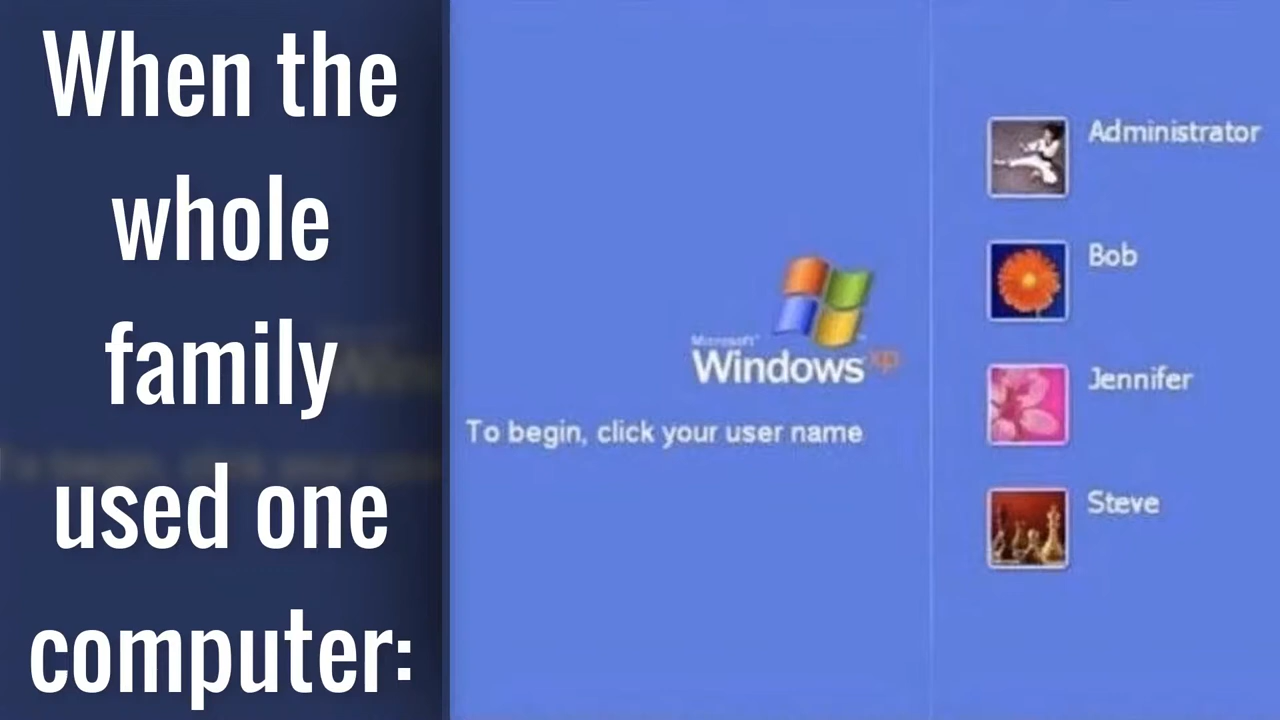 When the
whole
family
used one
computer:
Microsoft
Windows xp
To begin, click your user name
Administrator
Bob
Jennifer
Steve